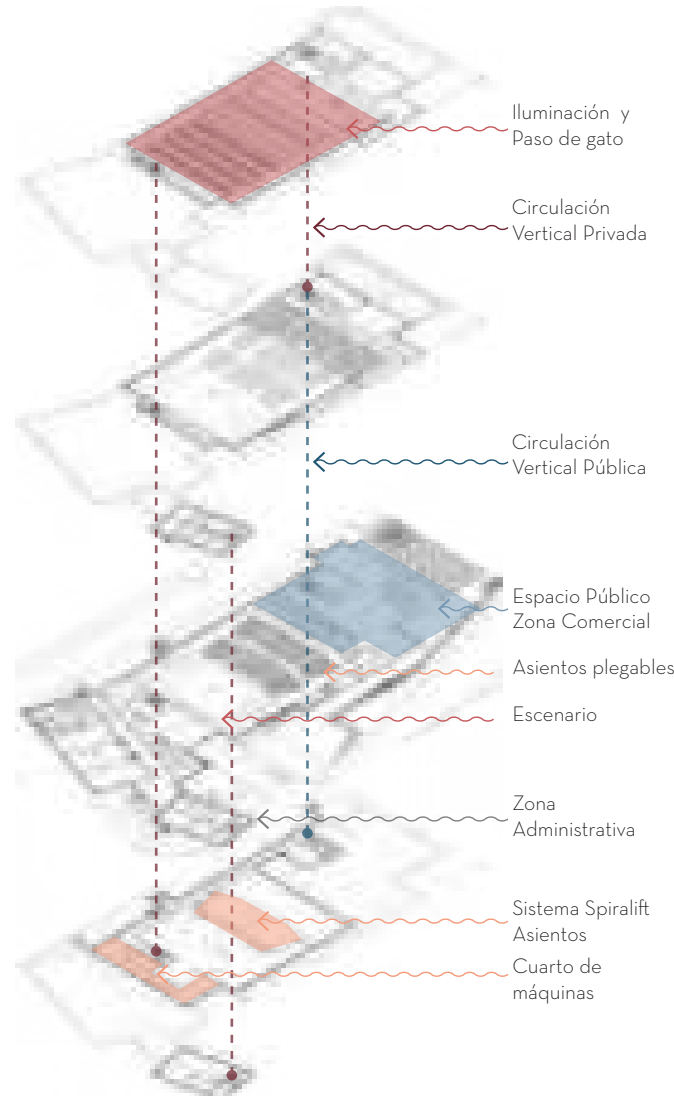 Iluminación y
Paso de gato
Circulación
Vertical Privada
Circulación
Vertical Pública
Espacio Público
Zona Comercial
Asientos plegables
Escenario
Zona
Administrativa
Sistema Spiralift
Asientos
Cuarto de
máquinas